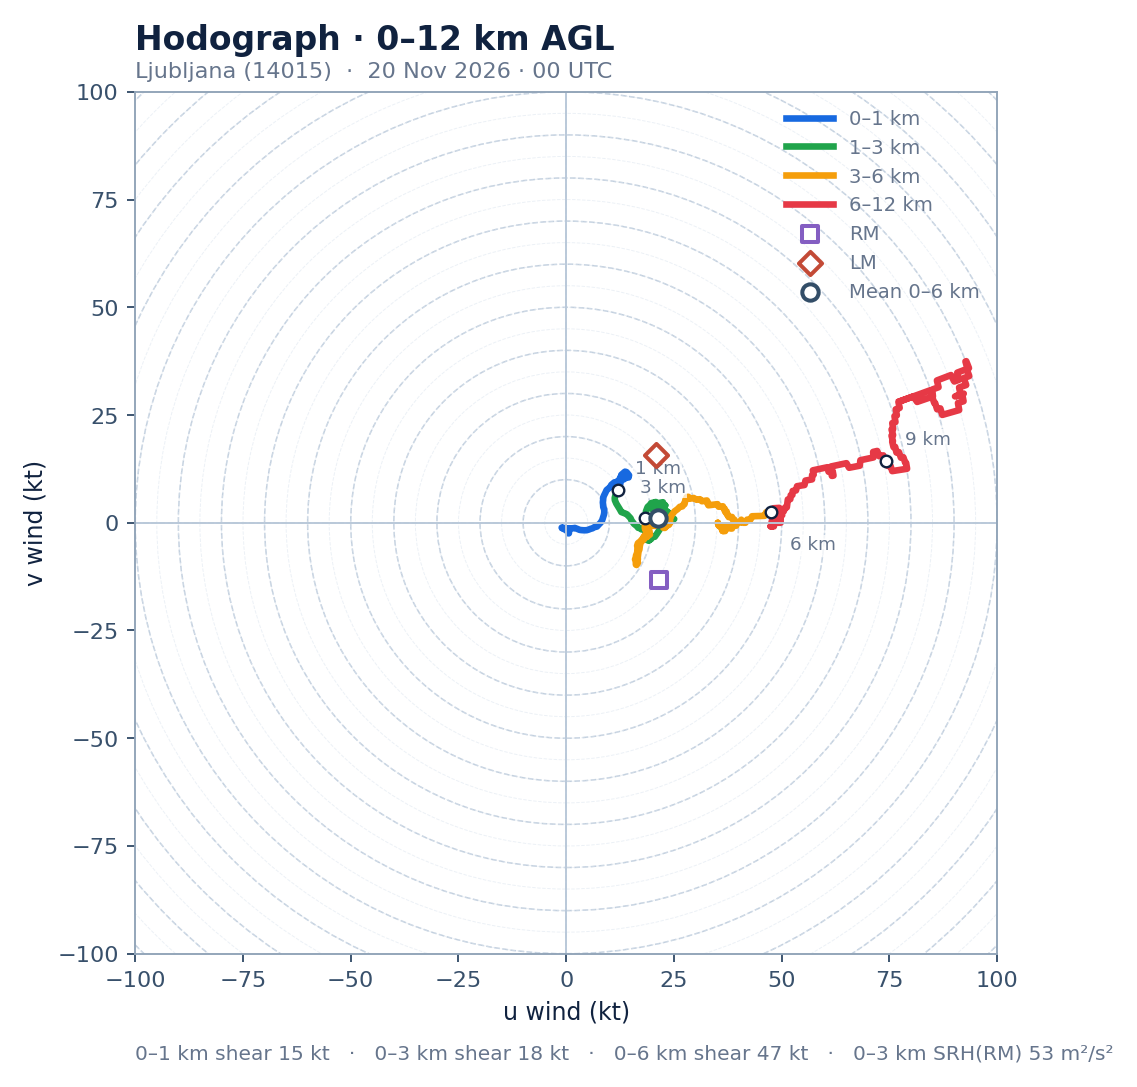 Hodograph · 0–12 km AGL
Ljubljana (14015) · 20 Nov 2026 · 00 UTC
0–1 km
1–3 km
3–6 km
6–12 km
RM
LM
Mean 0–6 km
100
75
50
25
0
−25
−50
−75
−100
v wind (kt)
9 km
1 km
3 km
6 km
−100
−75
−50
−25
0
25
50
75
100
u wind (kt)
0–1 km shear 15 kt · 0–3 km shear 18 kt · 0–6 km shear 47 kt · 0–3 km SRH(RM) 53 m²/s²